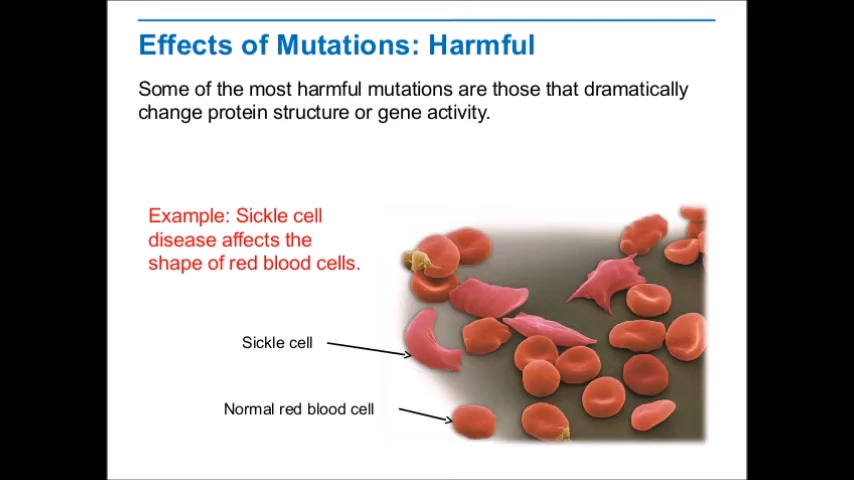 Effects of Mutations: Harmful
Some of the most harmful mutations are those that dramatically
change protein structure or gene activity.
Example: Sickle cell
disease affects the
shape of red blood cells.
Sickle cell
Normal red blood cell